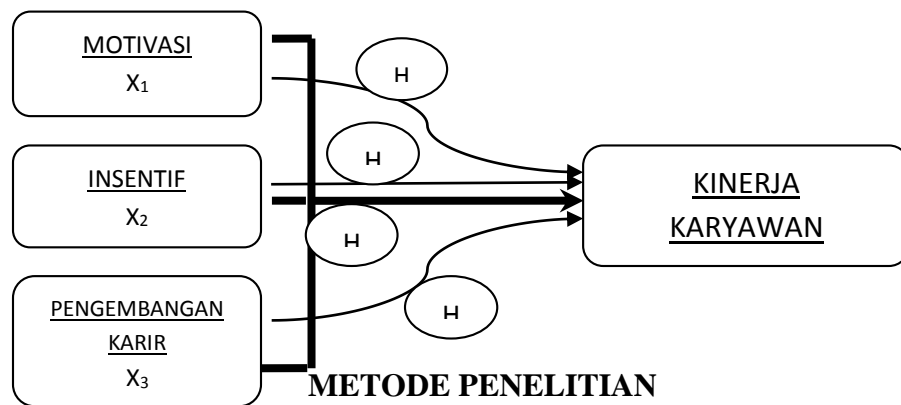 MOTIVASI
X₁
H
H
INSENTIF
X₂
H
KINERJA
KARYAWAN
PENGEMBANGAN
KARIR
X₃
H
METODE PENELITIAN